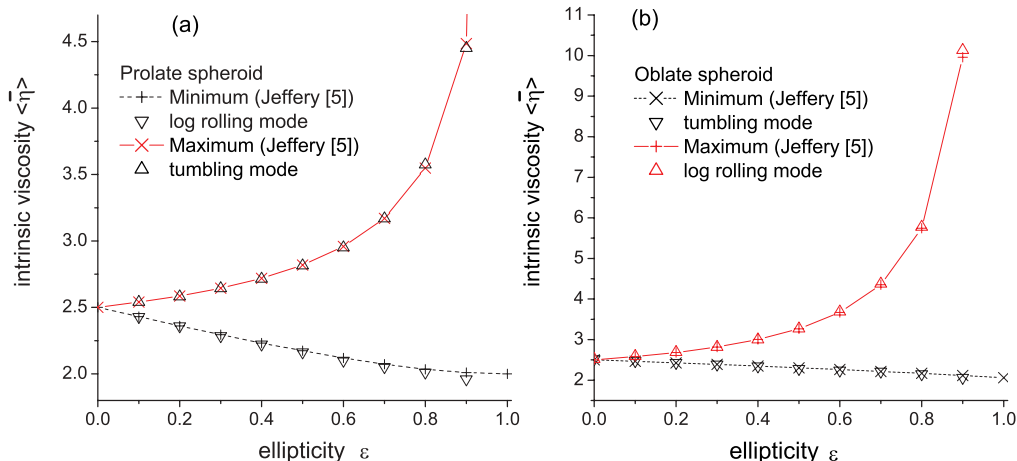 (a)
4.5
4.0
3.5
3.0
2.5
2.0
intrinsic viscosity <η̄>
Prolate spheroid
Minimum (Jeffery [5])
log rolling mode
Maximum (Jeffery [5])
tumbling mode
0.0 0.2 0.4 0.6 0.8 1.0
ellipticity ε
(b)
11
10
9
8
7
6
5
4
3
2
intrinsic viscosity <η̄>
Oblate spheroid
Minimum (Jeffery [5])
tumbling mode
Maximum (Jeffery [5])
log rolling mode
0.0 0.2 0.4 0.6 0.8 1.0
ellipticity ε